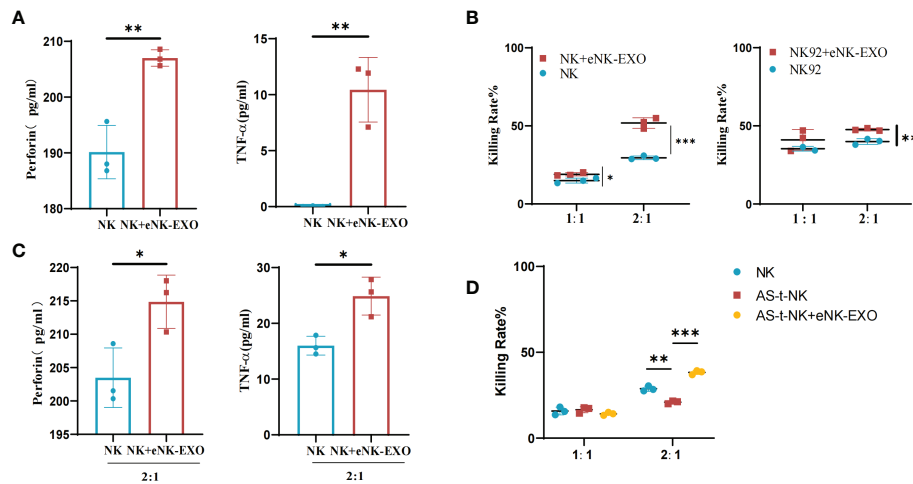 A
**
Perforin( pg/ml)
210
200
190
180
NK NK+eNK-EXO
**
TNF-α(pg/ml)
15
10
5
0
NK NK+eNK-EXO
B
Killing Rate%
100
50
0
NK+eNK-EXO
NK
***
*
1:1 2:1
Killing Rate%
100
50
0
NK92+eNK-EXO
NK92
**
1:1 2:1
C
*
Perforin( pg/ml)
220
215
210
205
200
195
NK NK+eNK-EXO
2:1
*
TNF-α(pg/ml)
30
20
10
0
NK NK+eNK-EXO
2:1
D
Killing Rate%
100
50
0
NK
AS-t-NK
AS-t-NK+eNK-EXO
** ***
1:1 2:1